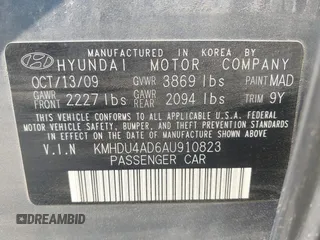 MANUFACTURED IN KOREA BY
HYUNDAI MOTOR COMPANY
OCT/13/09 GVWR 3869 lbs PAINT MAD
GAWR FRONT 2227 lbs GAWR REAR 2094 lbs TRIM 9Y
THIS VEHICLE CONFORMS TO ALL APPLICABLE U.S.A. FEDERAL MOTOR VEHICLE
SAFETY, BUMPER, AND THEFT PREVENTION STANDARDS IN EFFECT ON
THE DATE OF MANUFACTURE SHOWN ABOVE.
V.I.N KMHDU4AD6AU910823
PASSENGER CAR
DREAMBID